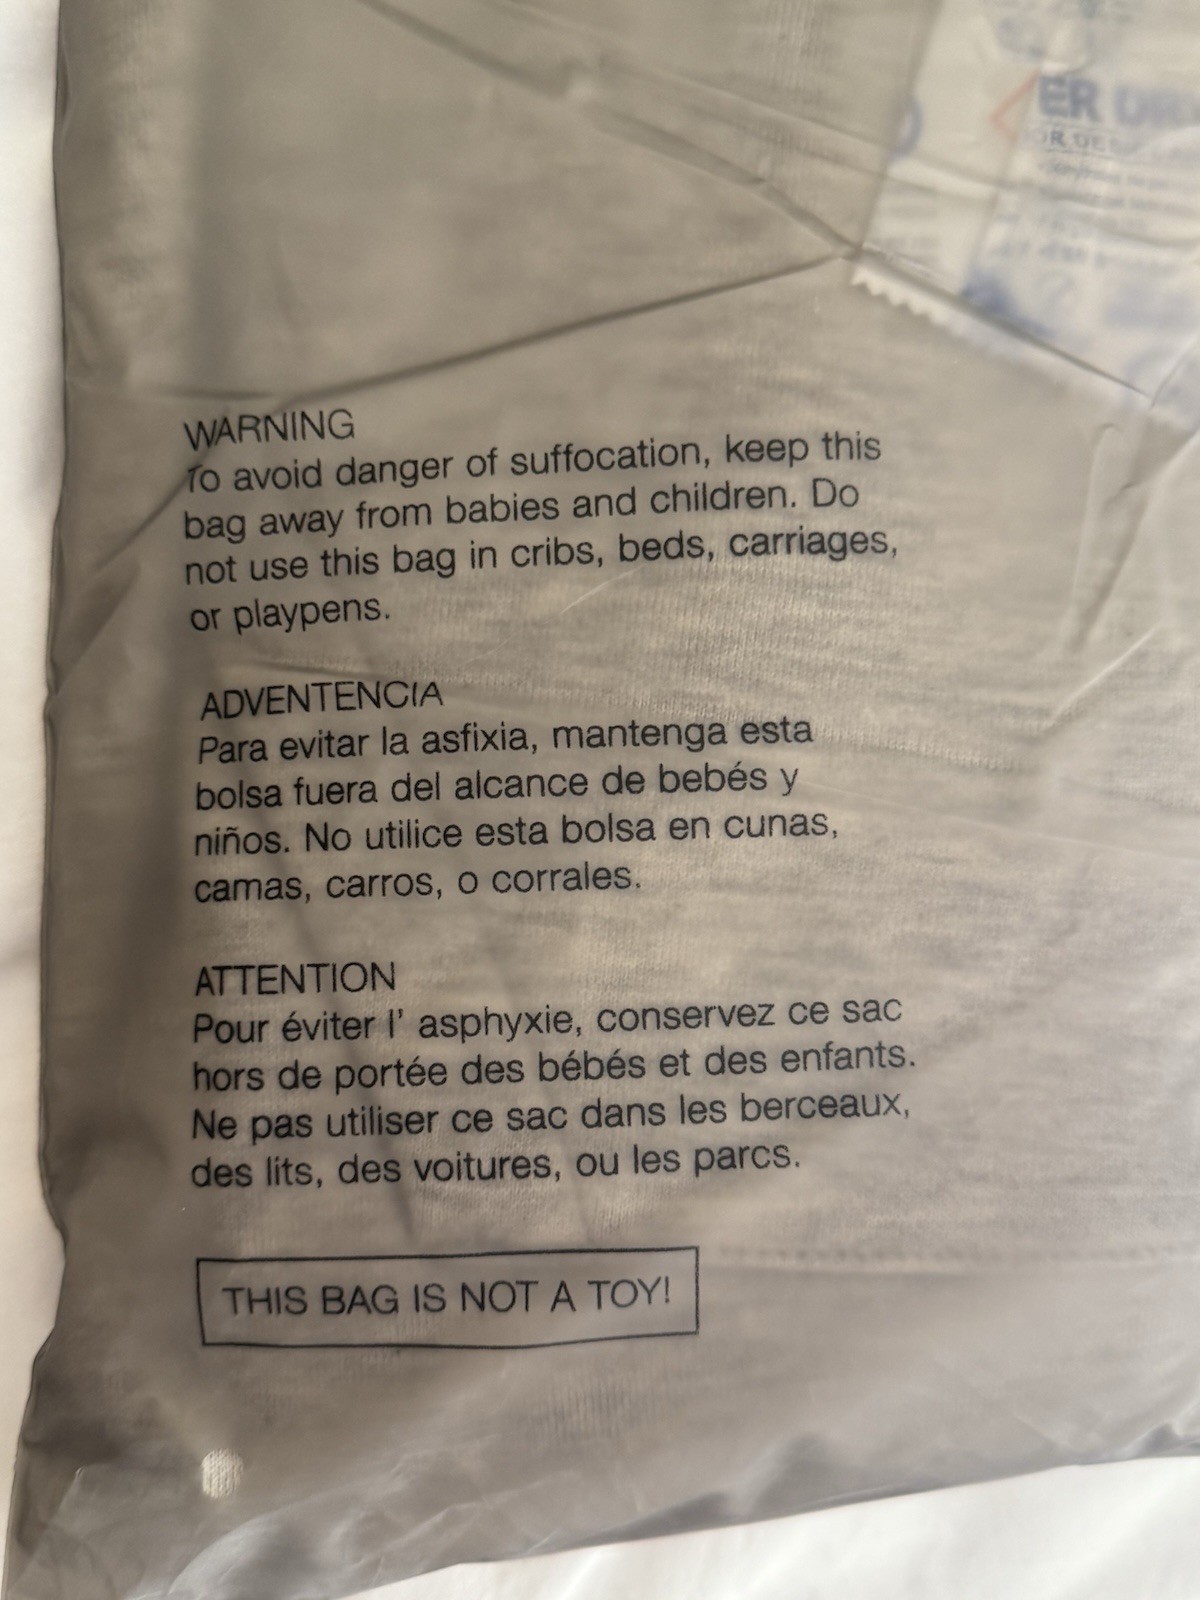 ER
WARNING
To avoid danger of suffocation, keep this
bag away from babies and children. Do
not use this bag in cribs, beds, carriages,
or playpens.
ADVENTENCIA
Para evitar la asfixia, mantenga esta
bolsa fuera del alcance de bebés y
niños. No utilice esta bolsa en cunas,
camas, carros, o corrales.
ATTENTION
Pour éviter l' asphyxie, conservez ce sac
hors de portée des bébés et des enfants.
Ne pas utiliser ce sac dans les berceaux,
des lits, des voitures, ou les parcs.
THIS BAG IS NOT A TOY!